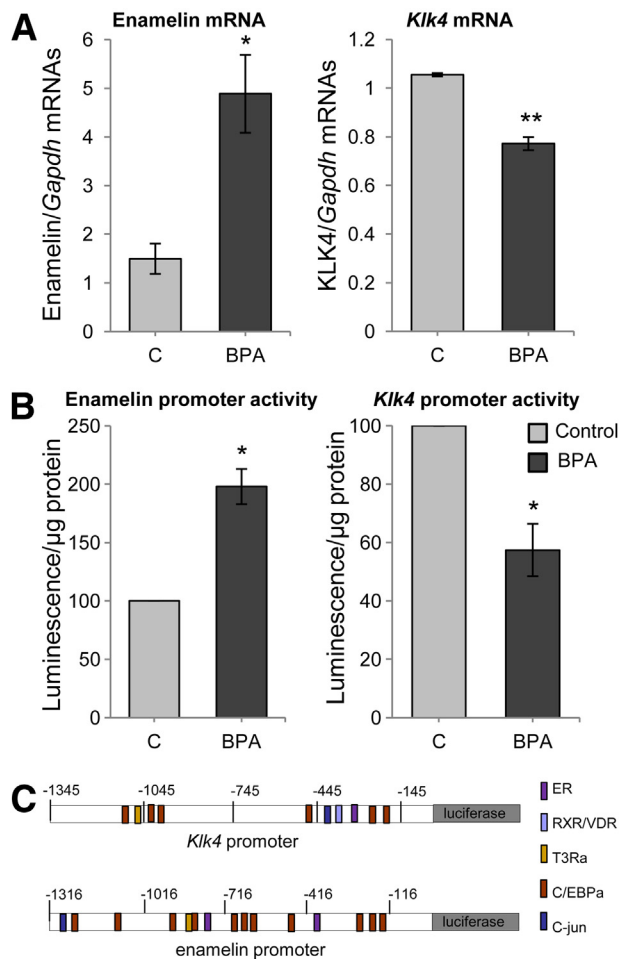 A
Enamelin mRNA
Klk4 mRNA
Enamelin/Gapdh mRNAs
6
5
4
3
2
1
0
*
C
BPA
KLK4/Gapdh mRNAs
1.2
1
0.8
0.6
0.4
0.2
0
**
C
BPA
B
Enamelin promoter activity
Klk4 promoter activity
Luminescence/µg protein
250
200
150
100
50
0
*
C
BPA
Luminescence/µg protein
100
80
60
40
20
0
*
C
BPA
Control
BPA
C
-1345 -1045 -745 -445 -145
luciferase
Klk4 promoter
-1316 -1016 -716 -416 -116
luciferase
enamelin promoter
ER
RXR/VDR
T3Ra
C/EBPa
C-jun